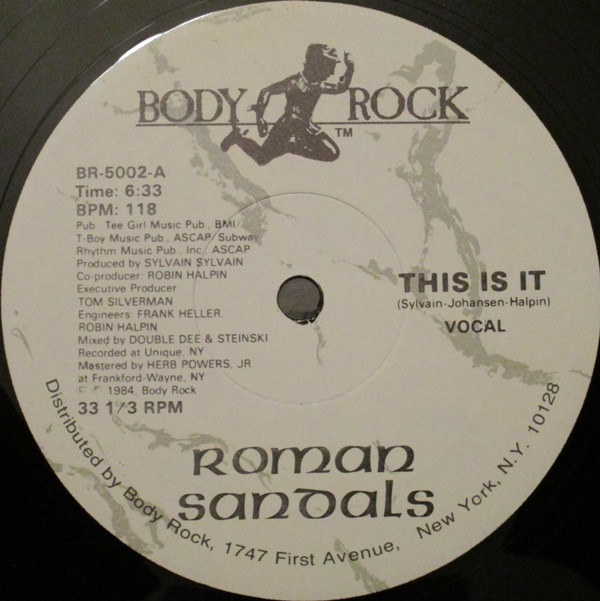 BODY ROCK
TM
BR-5002-A
Time: 6:33
BPM: 118
Pub. Tee Girl Music Pub., BMI/
T-Boy Music Pub., ASCAP/Subway
Rhythm Music Pub., Inc./ASCAP
Produced by SYLVAIN SYLVAIN
Co-producer: ROBIN HALPIN
Executive Producer
TOM SILVERMAN
Engineers: FRANK HELLER,
ROBIN HALPIN
Mixed by DOUBLE DEE & STEINSKI
Recorded at Unique, NY
Mastered by HERB POWERS, JR
at Frankford-Wayne, NY
© ℗ 1984, Body Rock
33 1/3 RPM
THIS IS IT
(Sylvain-Johansen-Halpin)
VOCAL
Roman
Sandals
Distributed by Body Rock, 1747 First Avenue, New York, N.Y. 10128